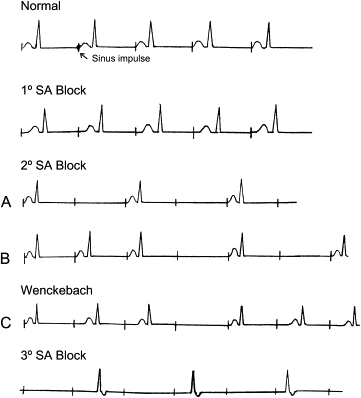 Normal
Sinus impulse
1º SA Block
2º SA Block
A
B
Wenckebach
C
3º SA Block